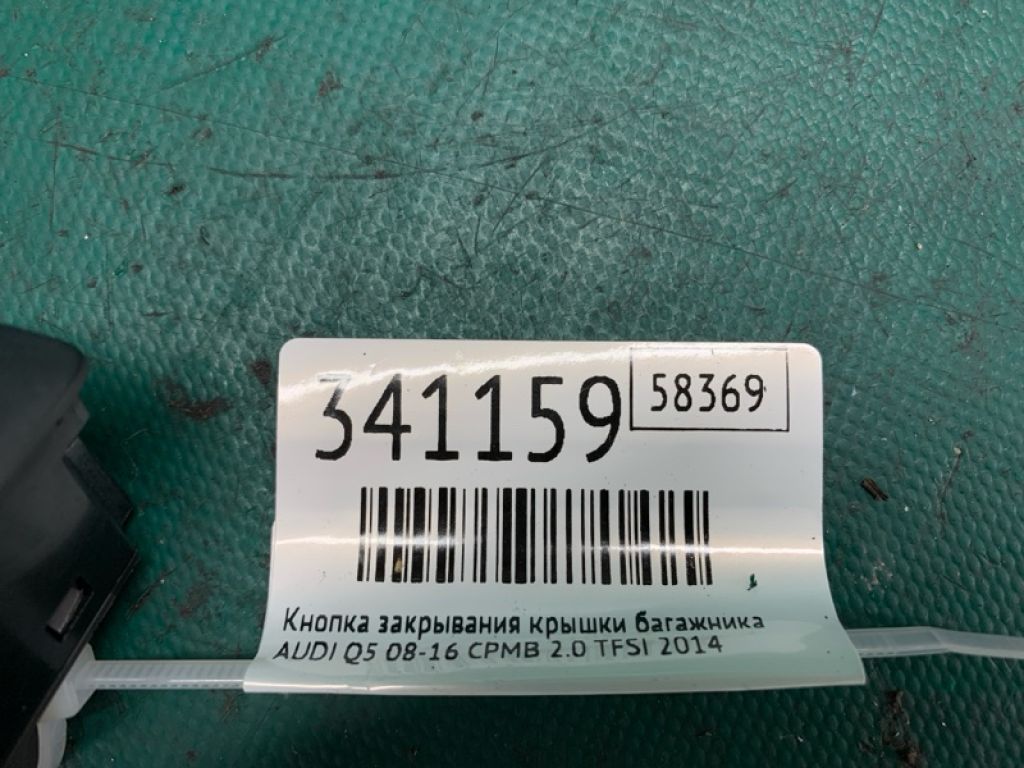 341159
58369
Кнопка закрывания крышки багажника
AUDI Q5 08-16 CPMB 2.0 TFSI 2014